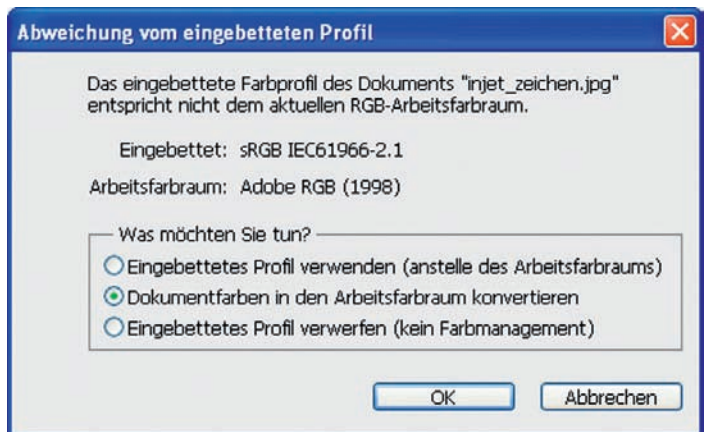 Abweichung vom eingebetteten Profil
Das eingebettete Farbprofil des Dokuments "injet_zeichen.jpg"
entspricht nicht dem aktuellen RGB-Arbeitsfarbraum.
Eingebettet: sRGB IEC61966-2.1
Arbeitsfarbraum: Adobe RGB (1998)
Was möchten Sie tun?
Eingebettetes Profil verwenden (anstelle des Arbeitsfarbraums)
Dokumentfarben in den Arbeitsfarbraum konvertieren
Eingebettetes Profil verwerfen (kein Farbmanagement)
OK Abbrechen